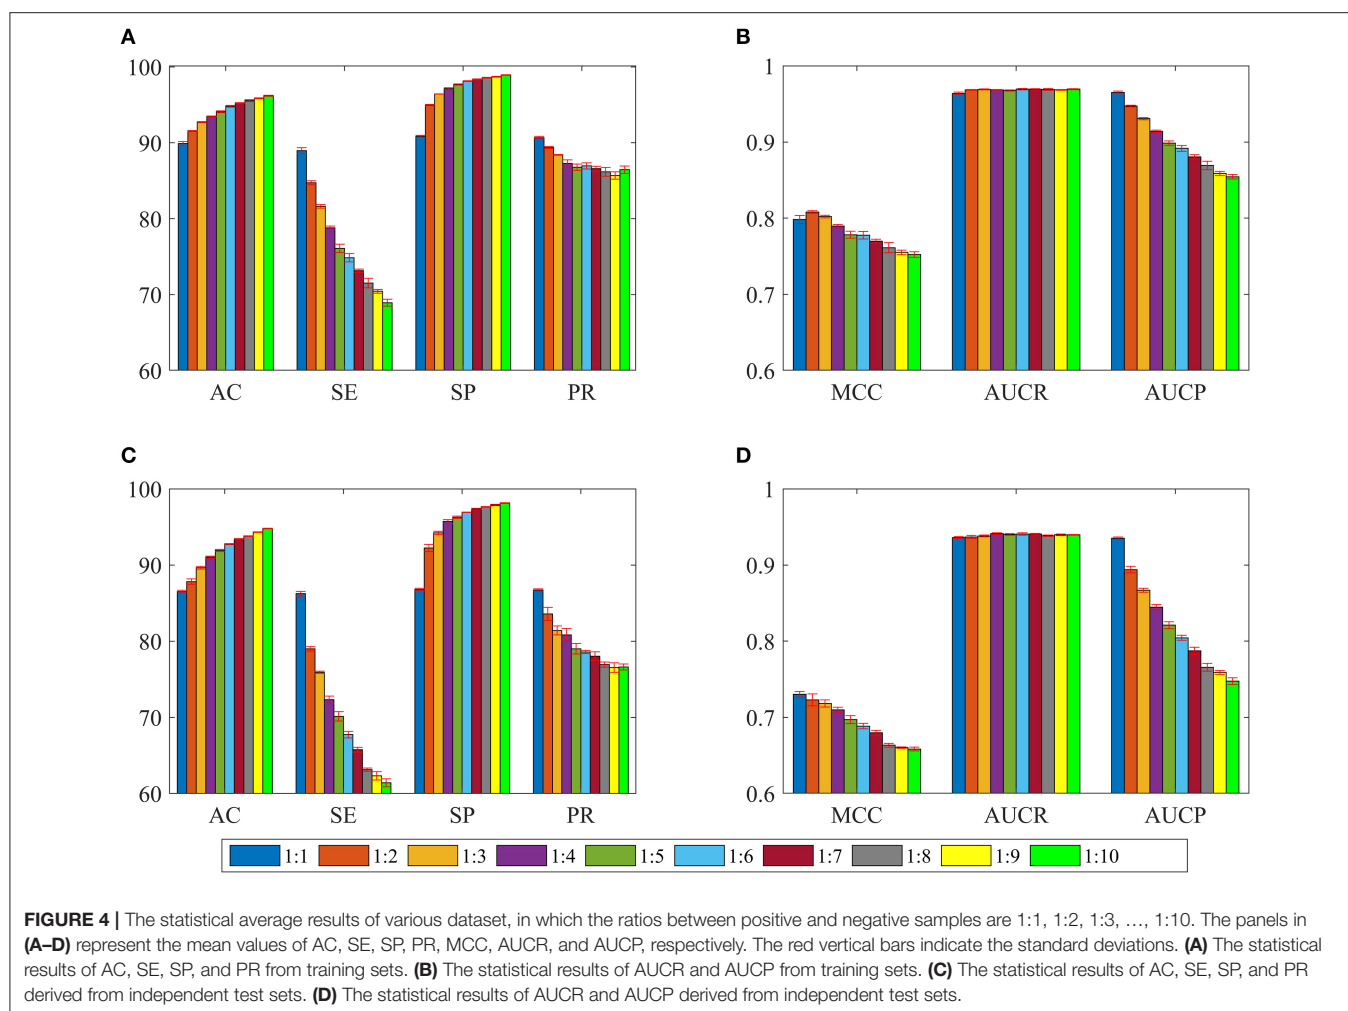 A
100
90
80
70
60
AC SE SP PR
B
1
0.9
0.8
0.7
0.6
MCC AUCR AUCP
C
100
90
80
70
60
AC SE SP PR
D
1
0.9
0.8
0.7
0.6
MCC AUCR AUCP
1:1 1:2 1:3 1:4 1:5 1:6 1:7 1:8 1:9 1:10
FIGURE 4 | The statistical average results of various dataset, in which the ratios between positive and negative samples are 1:1, 1:2, 1:3, …, 1:10. The panels in
(A–D) represent the mean values of AC, SE, SP, PR, MCC, AUCR, and AUCP, respectively. The red vertical bars indicate the standard deviations. (A) The statistical
results of AC, SE, SP, and PR from training sets. (B) The statistical results of AUCR and AUCP from training sets. (C) The statistical results of AC, SE, SP, and PR
derived from independent test sets. (D) The statistical results of AUCR and AUCP derived from independent test sets.